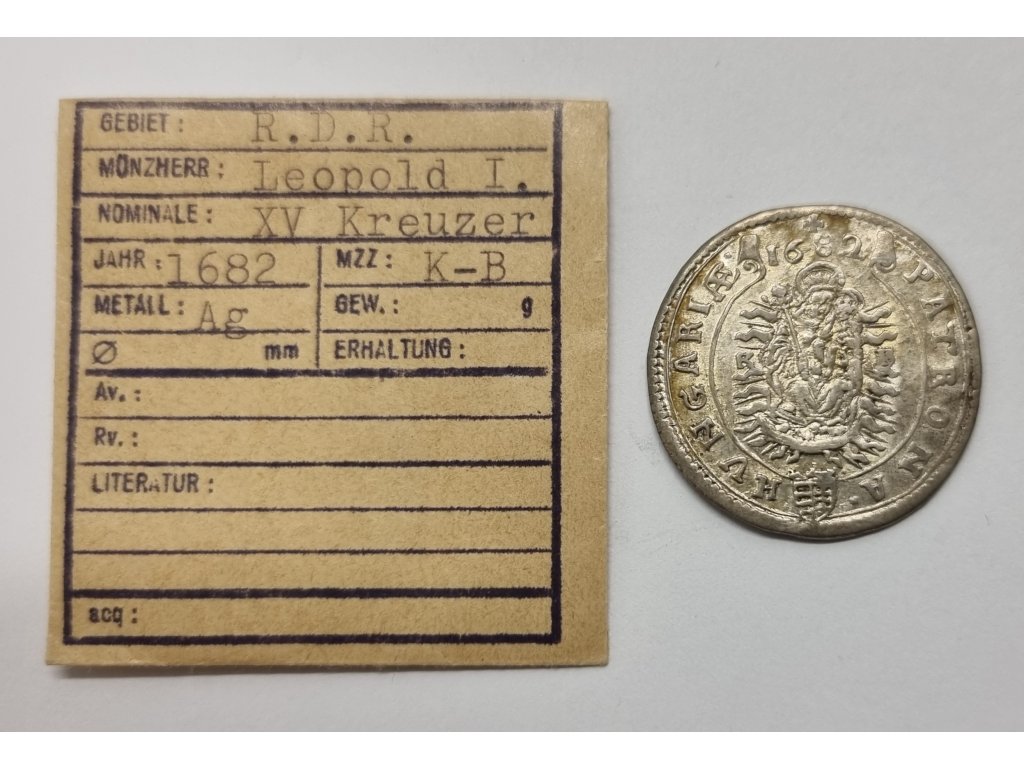 GEBIET : R.D.R.
MÜNZHERR : Leopold I.
NOMINALE : XV Kreuzer
JAHR : 1682 MZZ : K-B
METALL : Ag GEW. : g
Ø mm ERHALTUNG :
Av. :
Rv. :
LITERATUR :
acq :
1682 PATRONA
HUNGARIÆ
K B